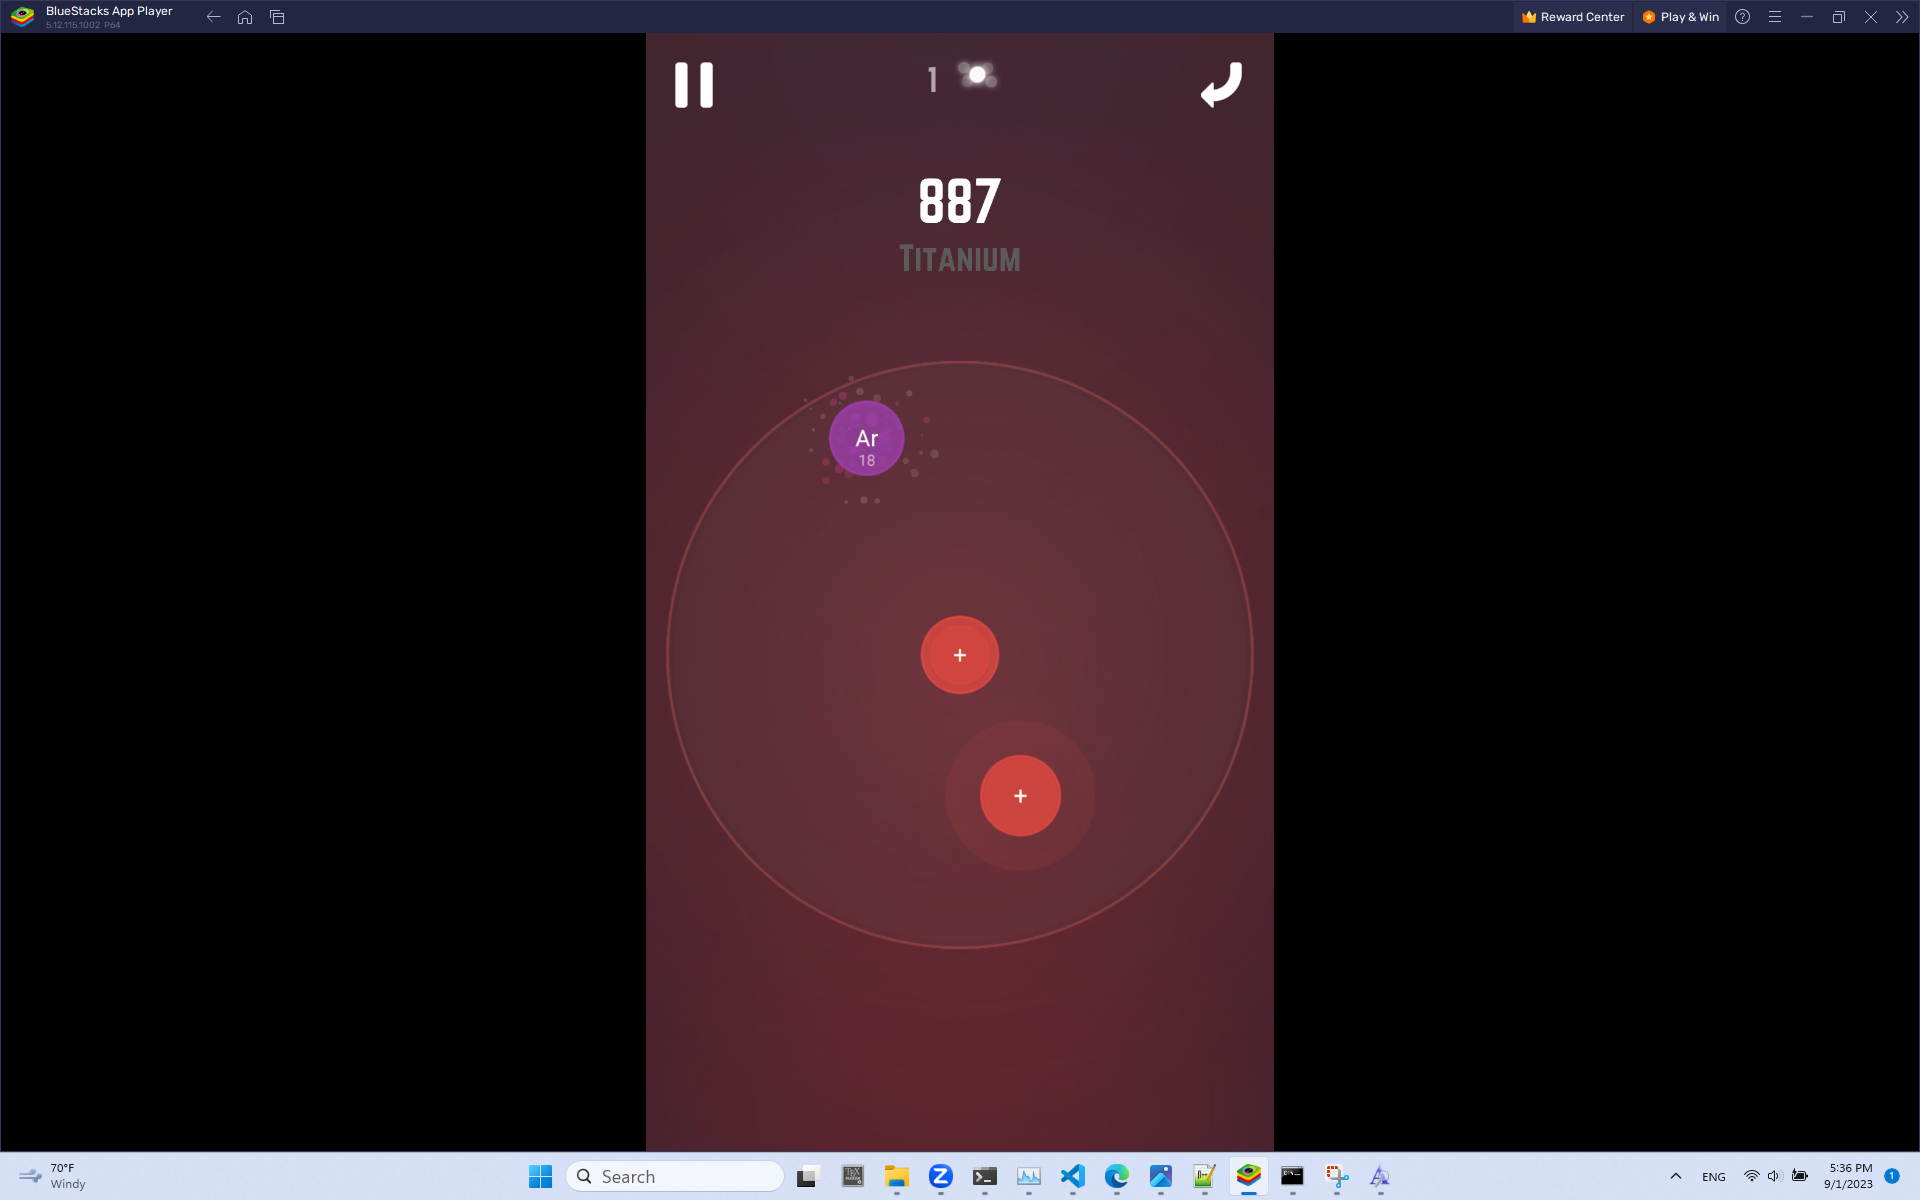 BlueStacks App Player
5.12.115.1002 P64
Reward Center
Play & Win
1
887
TITANIUM
Ar
18
+
+
70°F
Windy
Search
ENG
5:36 PM
9/1/2023
1